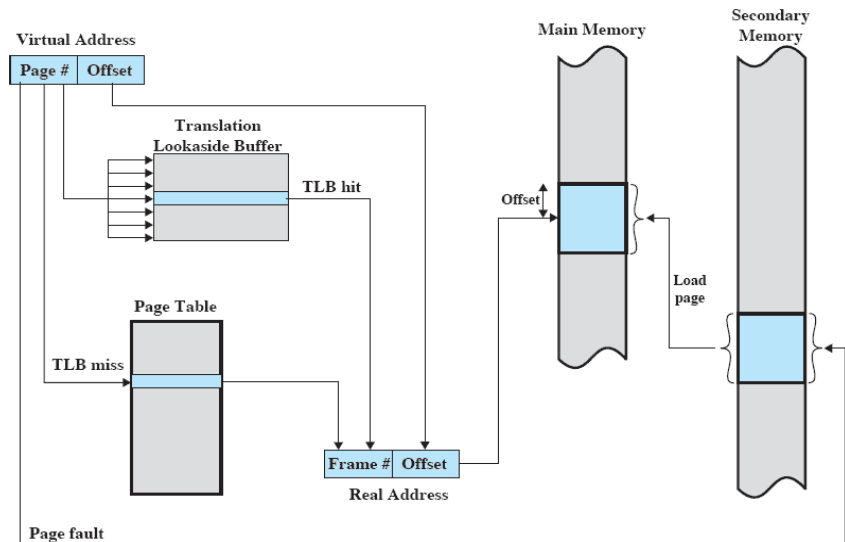 Virtual Address
Page #
Offset
Translation
Lookaside Buffer
TLB hit
Page Table
TLB miss
Frame #
Offset
Real Address
Page fault
Main Memory
Offset
Secondary
Memory
Load
page